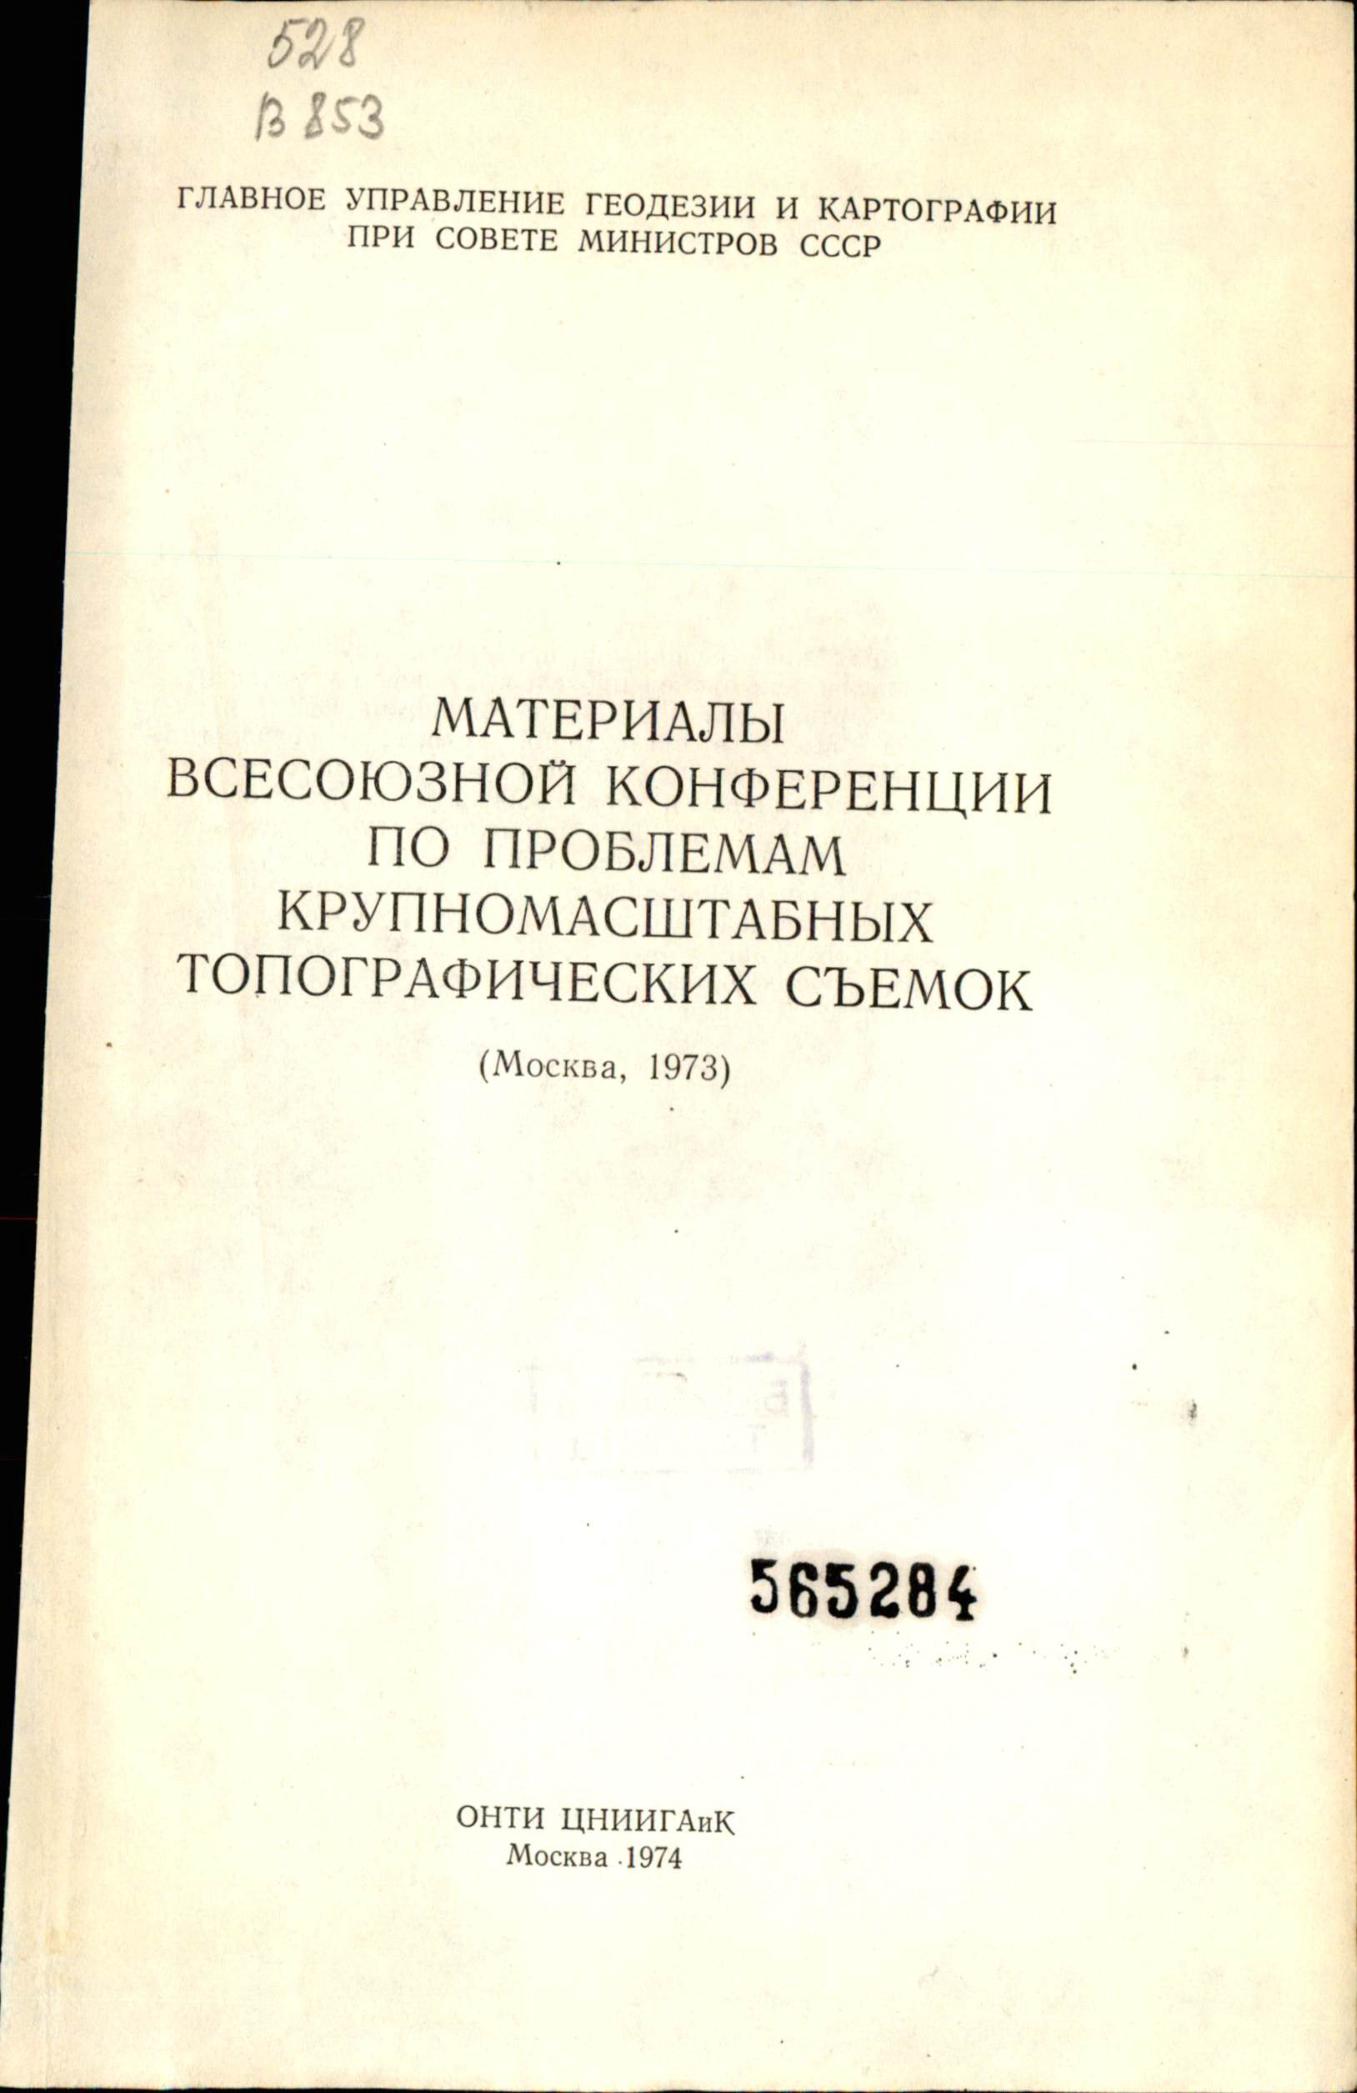 528
В 853
ГЛАВНОЕ УПРАВЛЕНИЕ ГЕОДЕЗИИ И КАРТОГРАФИИ
ПРИ СОВЕТЕ МИНИСТРОВ СССР
МАТЕРИАЛЫ
ВСЕСОЮЗНОЙ КОНФЕРЕНЦИИ
ПО ПРОБЛЕМАМ
КРУПНОМАСШТАБНЫХ
ТОПОГРАФИЧЕСКИХ СЪЕМОК
(Москва, 1973)
565284
ОНТИ ЦНИИГАиК
Москва 1974